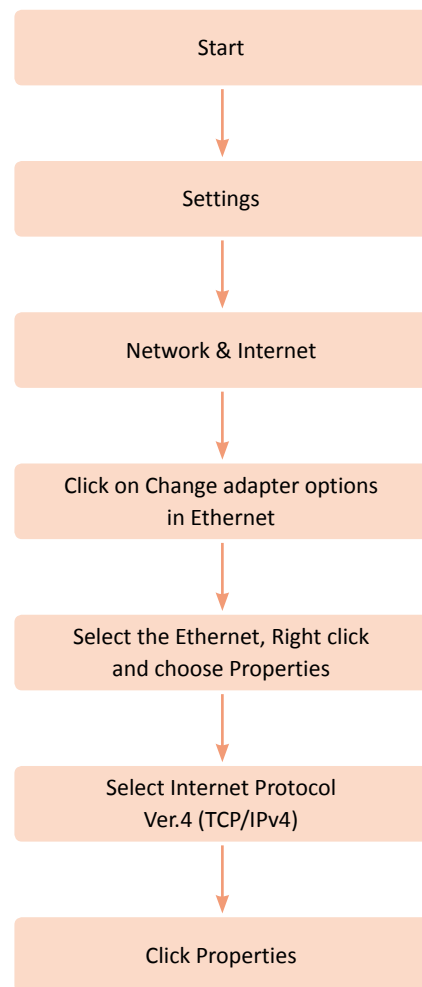 Start
Settings
Network & Internet
Click on Change adapter options
in Ethernet
Select the Ethernet, Right click
and choose Properties
Select Internet Protocol
Ver.4 (TCP/IPv4)
Click Properties